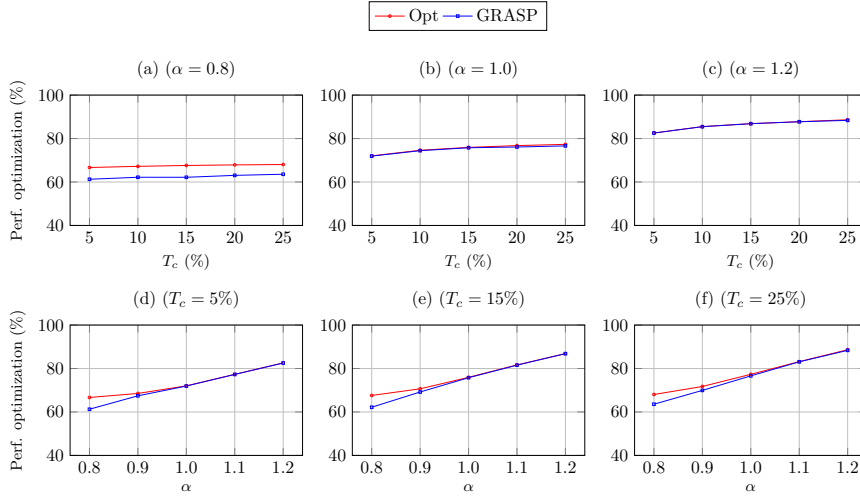 Opt GRASP
(a) (α = 0.8)
(b) (α = 1.0)
(c) (α = 1.2)
Perf. optimization (%)
100
80
60
40
5 10 15 20 25
T_c (%)
100
80
60
40
5 10 15 20 25
T_c (%)
100
80
60
40
5 10 15 20 25
T_c (%)
(d) (T_c = 5%)
(e) (T_c = 15%)
(f) (T_c = 25%)
Perf. optimization (%)
100
80
60
40
0.8 0.9 1.0 1.1 1.2
α
100
80
60
40
0.8 0.9 1.0 1.1 1.2
α
100
80
60
40
0.8 0.9 1.0 1.1 1.2
α